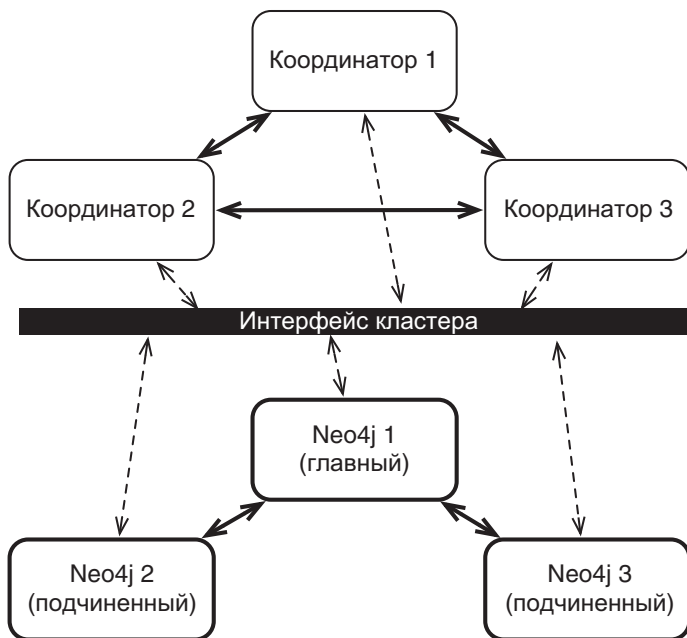 Координатор 1
Координатор 2
Координатор 3
Интерфейс кластера
Neo4j 1
(главный)
Neo4j 2
(подчиненный)
Neo4j 3
(подчиненный)